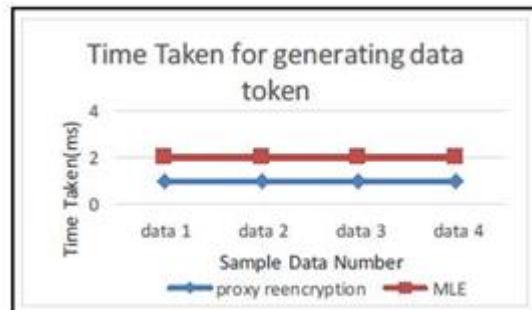 Time Taken for generating data
token
Time Taken(ms)
4
2
0
data 1 data 2 data 3 data 4
Sample Data Number
proxy reencryption MLE